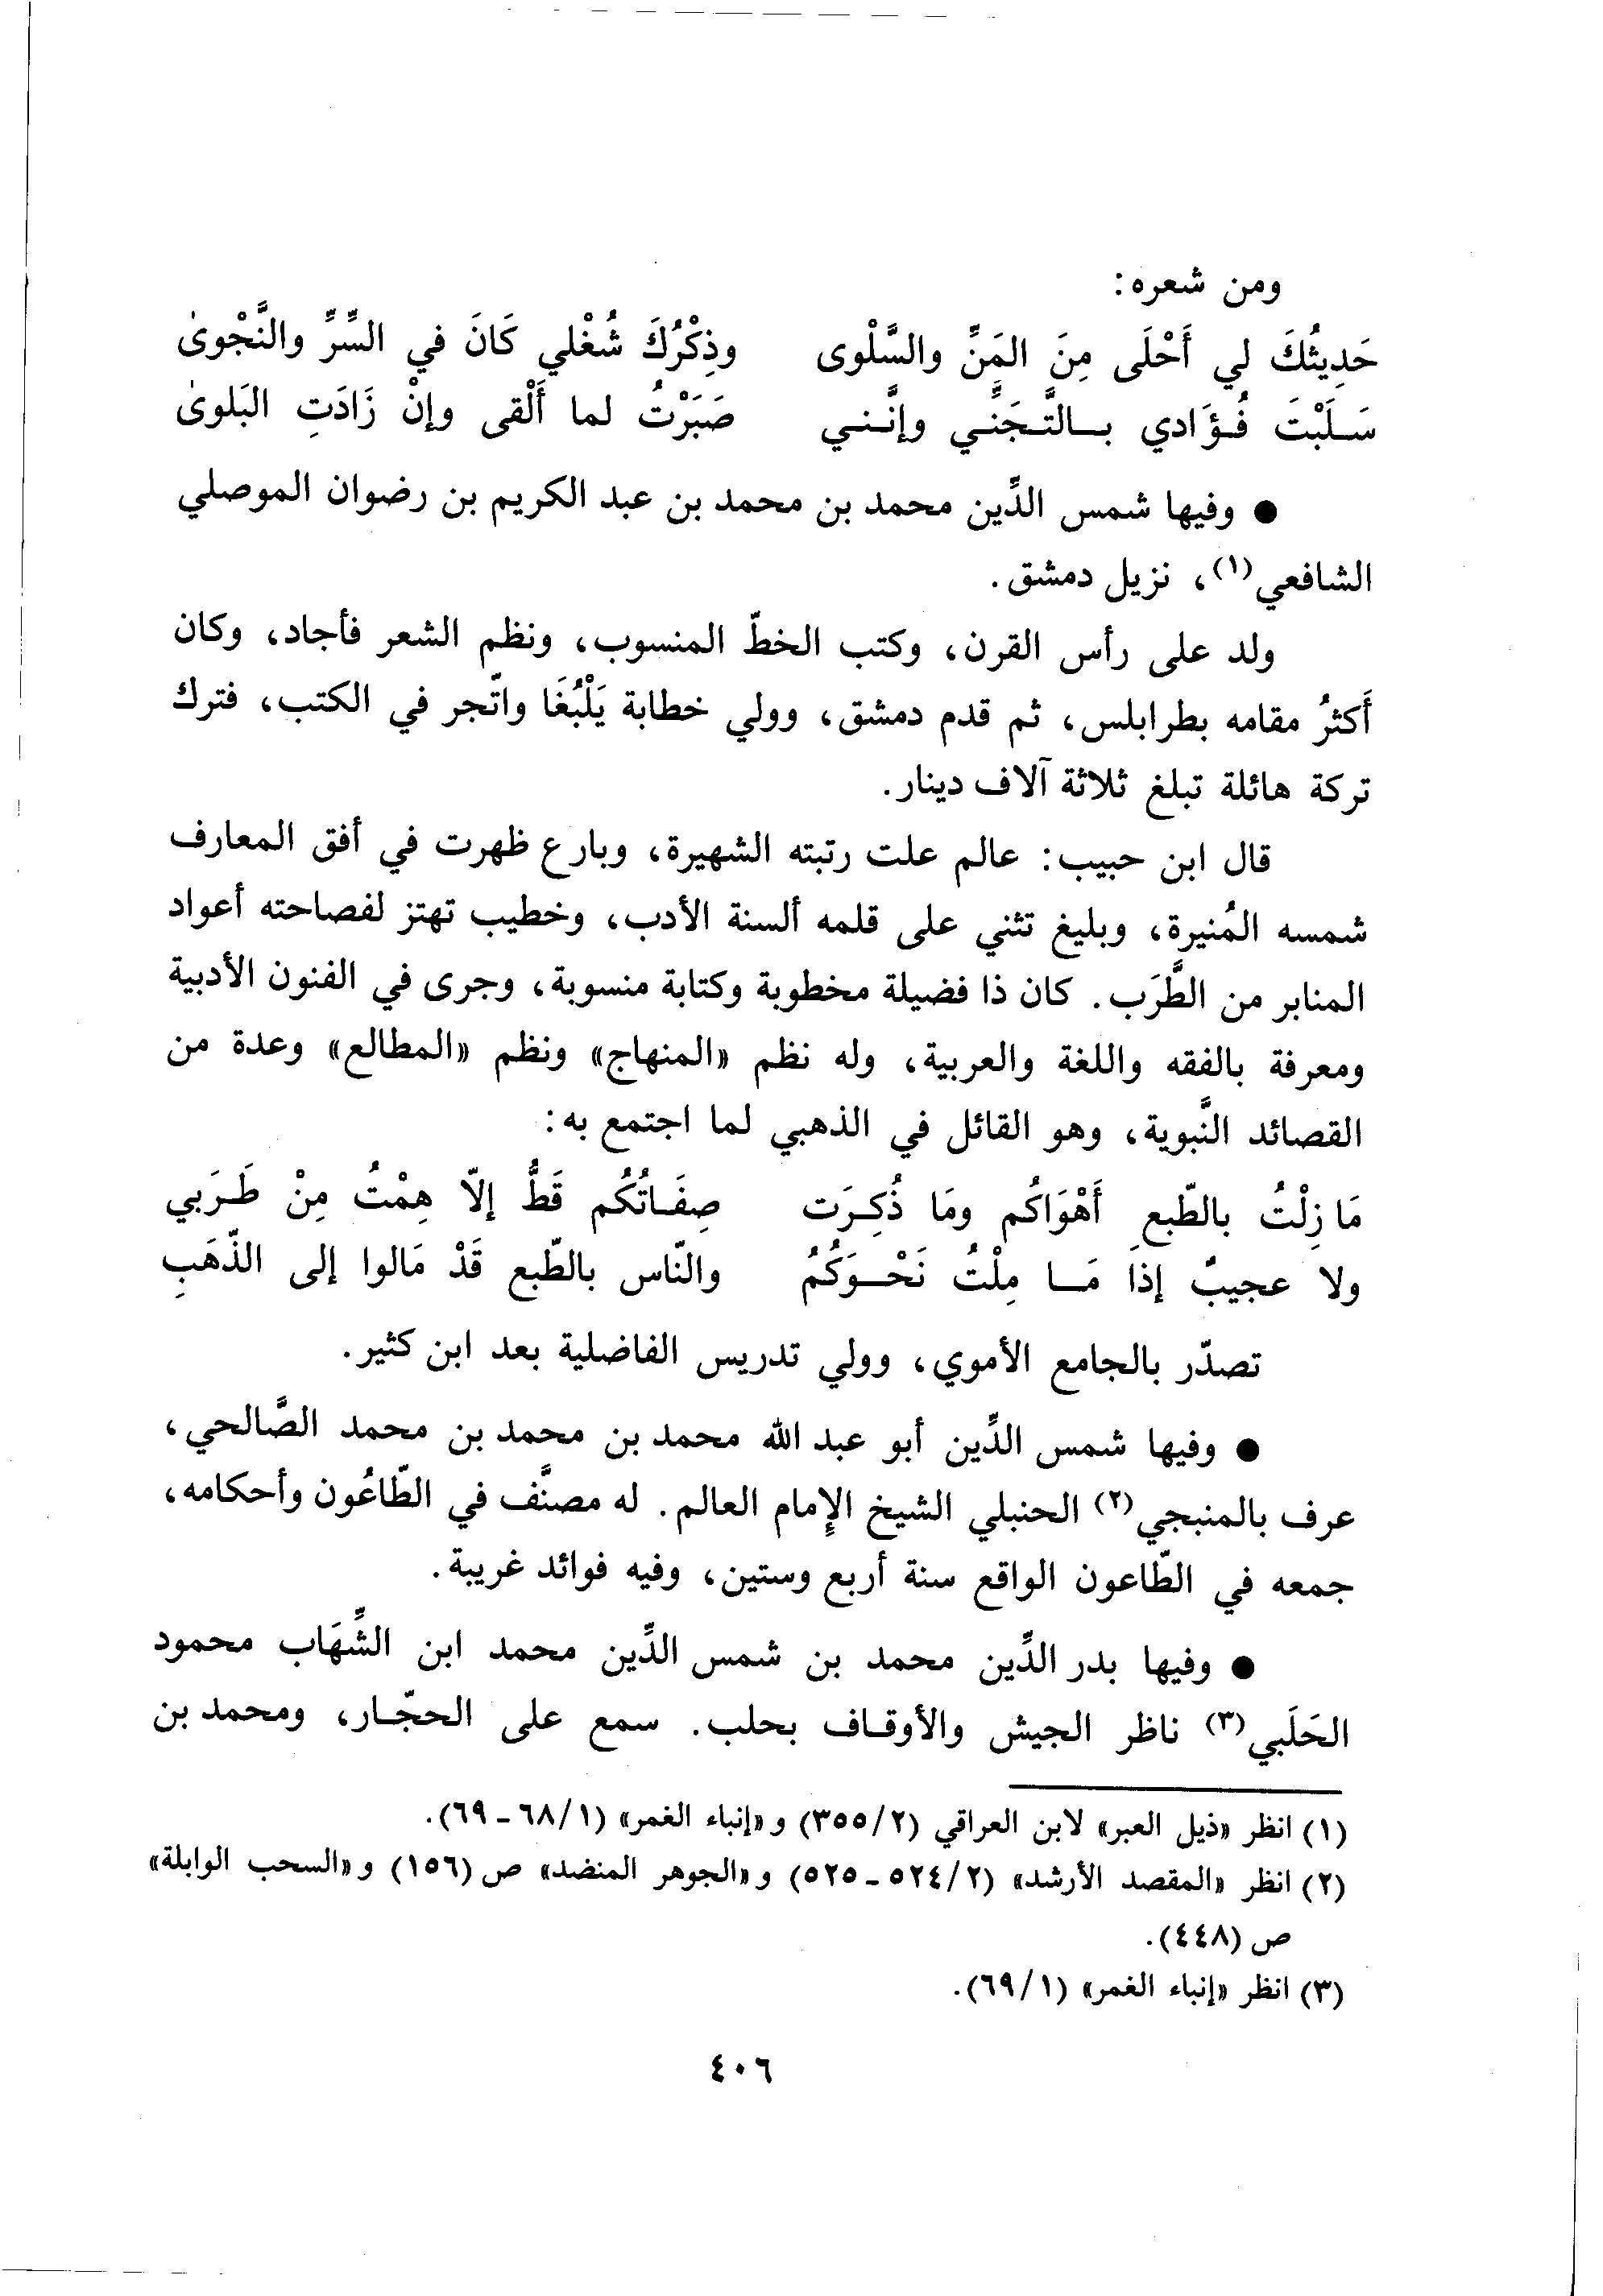 ومن شعره:
حَدِيثُكَ لي أَحْلَى مِنَ المَنِّ والسَّلْوى وذِكْرُكَ شُغْلي كَانَ في السِّرِّ والنَّجْوىٰ
سَلَبْتَ فُؤَادي بالتَّجَنِّي وإنَّني صَبَرْتُ لما أَلْقى وإنْ زَادَتِ البَلوىٰ
● وفيها شمس الدِّين محمد بن محمد بن عبد الكريم بن رضوان الموصلي
الشافعي(١)، نزيل دمشق.
ولد على رأس القرن، وكتب الخطّ المنسوب، ونظم الشعر فأجاد، وكان
أَكثرُ مقامه بطرابلس، ثم قدم دمشق، وولي خطابة يَلْبُغَا واتّجر في الكتب، فترك
تركة هائلة تبلغ ثلاثة آلاف دينار.
قال ابن حبيب: عالم علت رتبته الشهيرة، وبارع ظهرت في أفق المعارف
شمسه المُنيرة، وبليغ تثني على قلمه ألسنة الأدب، وخطيب تهتز لفصاحته أعواد
المنابر من الطَّرَب. كان ذا فضيلة مخطوبة وكتابة منسوبة، وجرى في الفنون الأدبية
ومعرفة بالفقه واللغة والعربية، وله نظم «المنهاج» ونظم «المطالع» وعدة من
القصائد النَّبوية، وهو القائل في الذهبي لما اجتمع به:
مَا زِلْتُ بالطّبعِ أَهْوَاكُم ومَا ذُكِرَت صِفَاتُكُم قَطُّ إلّا هِمْتُ مِنْ طَرَبي
ولا عجيبٌ إذا مَا مِلْتُ نَحْوَكُمُ والنّاس بالطّبع قَدْ مَالوا إلى الذّهَبِ
تصدّر بالجامع الأموي، وولي تدريس الفاضلية بعد ابن كثير.
● وفيها شمس الدِّين أبو عبد الله محمد بن محمد بن محمد الصَّالحي،
عرف بالمنبجي(٢) الحنبلي الشيخ الإمام العالم. له مصنَّف في الطّاعُون وأحكامه،
جمعه في الطّاعون الواقع سنة أربع وستين، وفيه فوائد غريبة.
● وفيها بدر الدِّين محمد بن شمس الدِّين محمد ابن الشِّهَاب محمود
الحَلَبي(٣) ناظر الجيش والأوقاف بحلب. سمع على الحجّار، ومحمد بن
(١) انظر «ذيل العبر» لابن العراقي (٢/٣٥٥) و«إنباء الغمر» (١/٦٨ - ٦٩).
(٢) انظر «المقصد الأرشد» (٢/٥٢٤ - ٥٢٥) و«الجوهر المنضد» ص (١٥٦) و«السحب الوابلة»
ص (٤٤٨).
(٣) انظر «إنباء الغمر» (١/٦٩).
٤٠٦